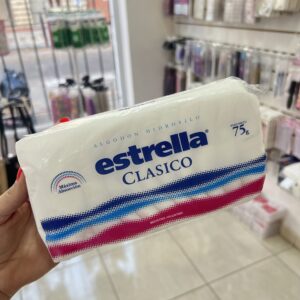 ALGODON HIDROFILO
estrella
CLASICO
75g
Máxima
Absorción